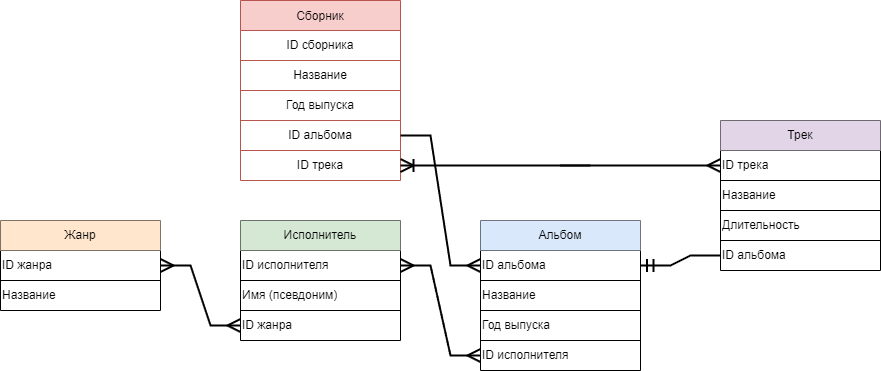 Сборник
ID сборника
Название
Год выпуска
ID альбома
ID трека
Трек
ID трека
Название
Длительность
ID альбома
Жанр
ID жанра
Название
Исполнитель
ID исполнителя
Имя (псевдоним)
ID жанра
Альбом
ID альбома
Название
Год выпуска
ID исполнителя